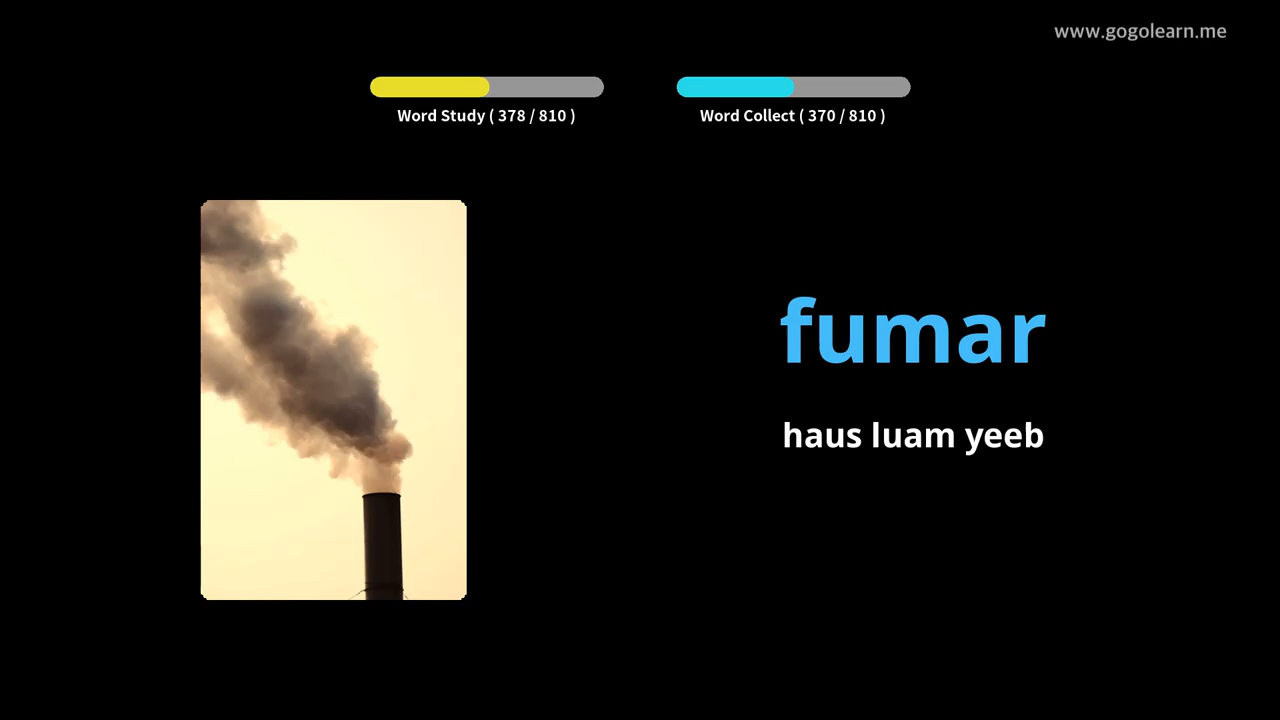 www.gogolearn.me
Word Study ( 378 / 810 )
Word Collect ( 370 / 810 )
fumar
haus luam yeeb